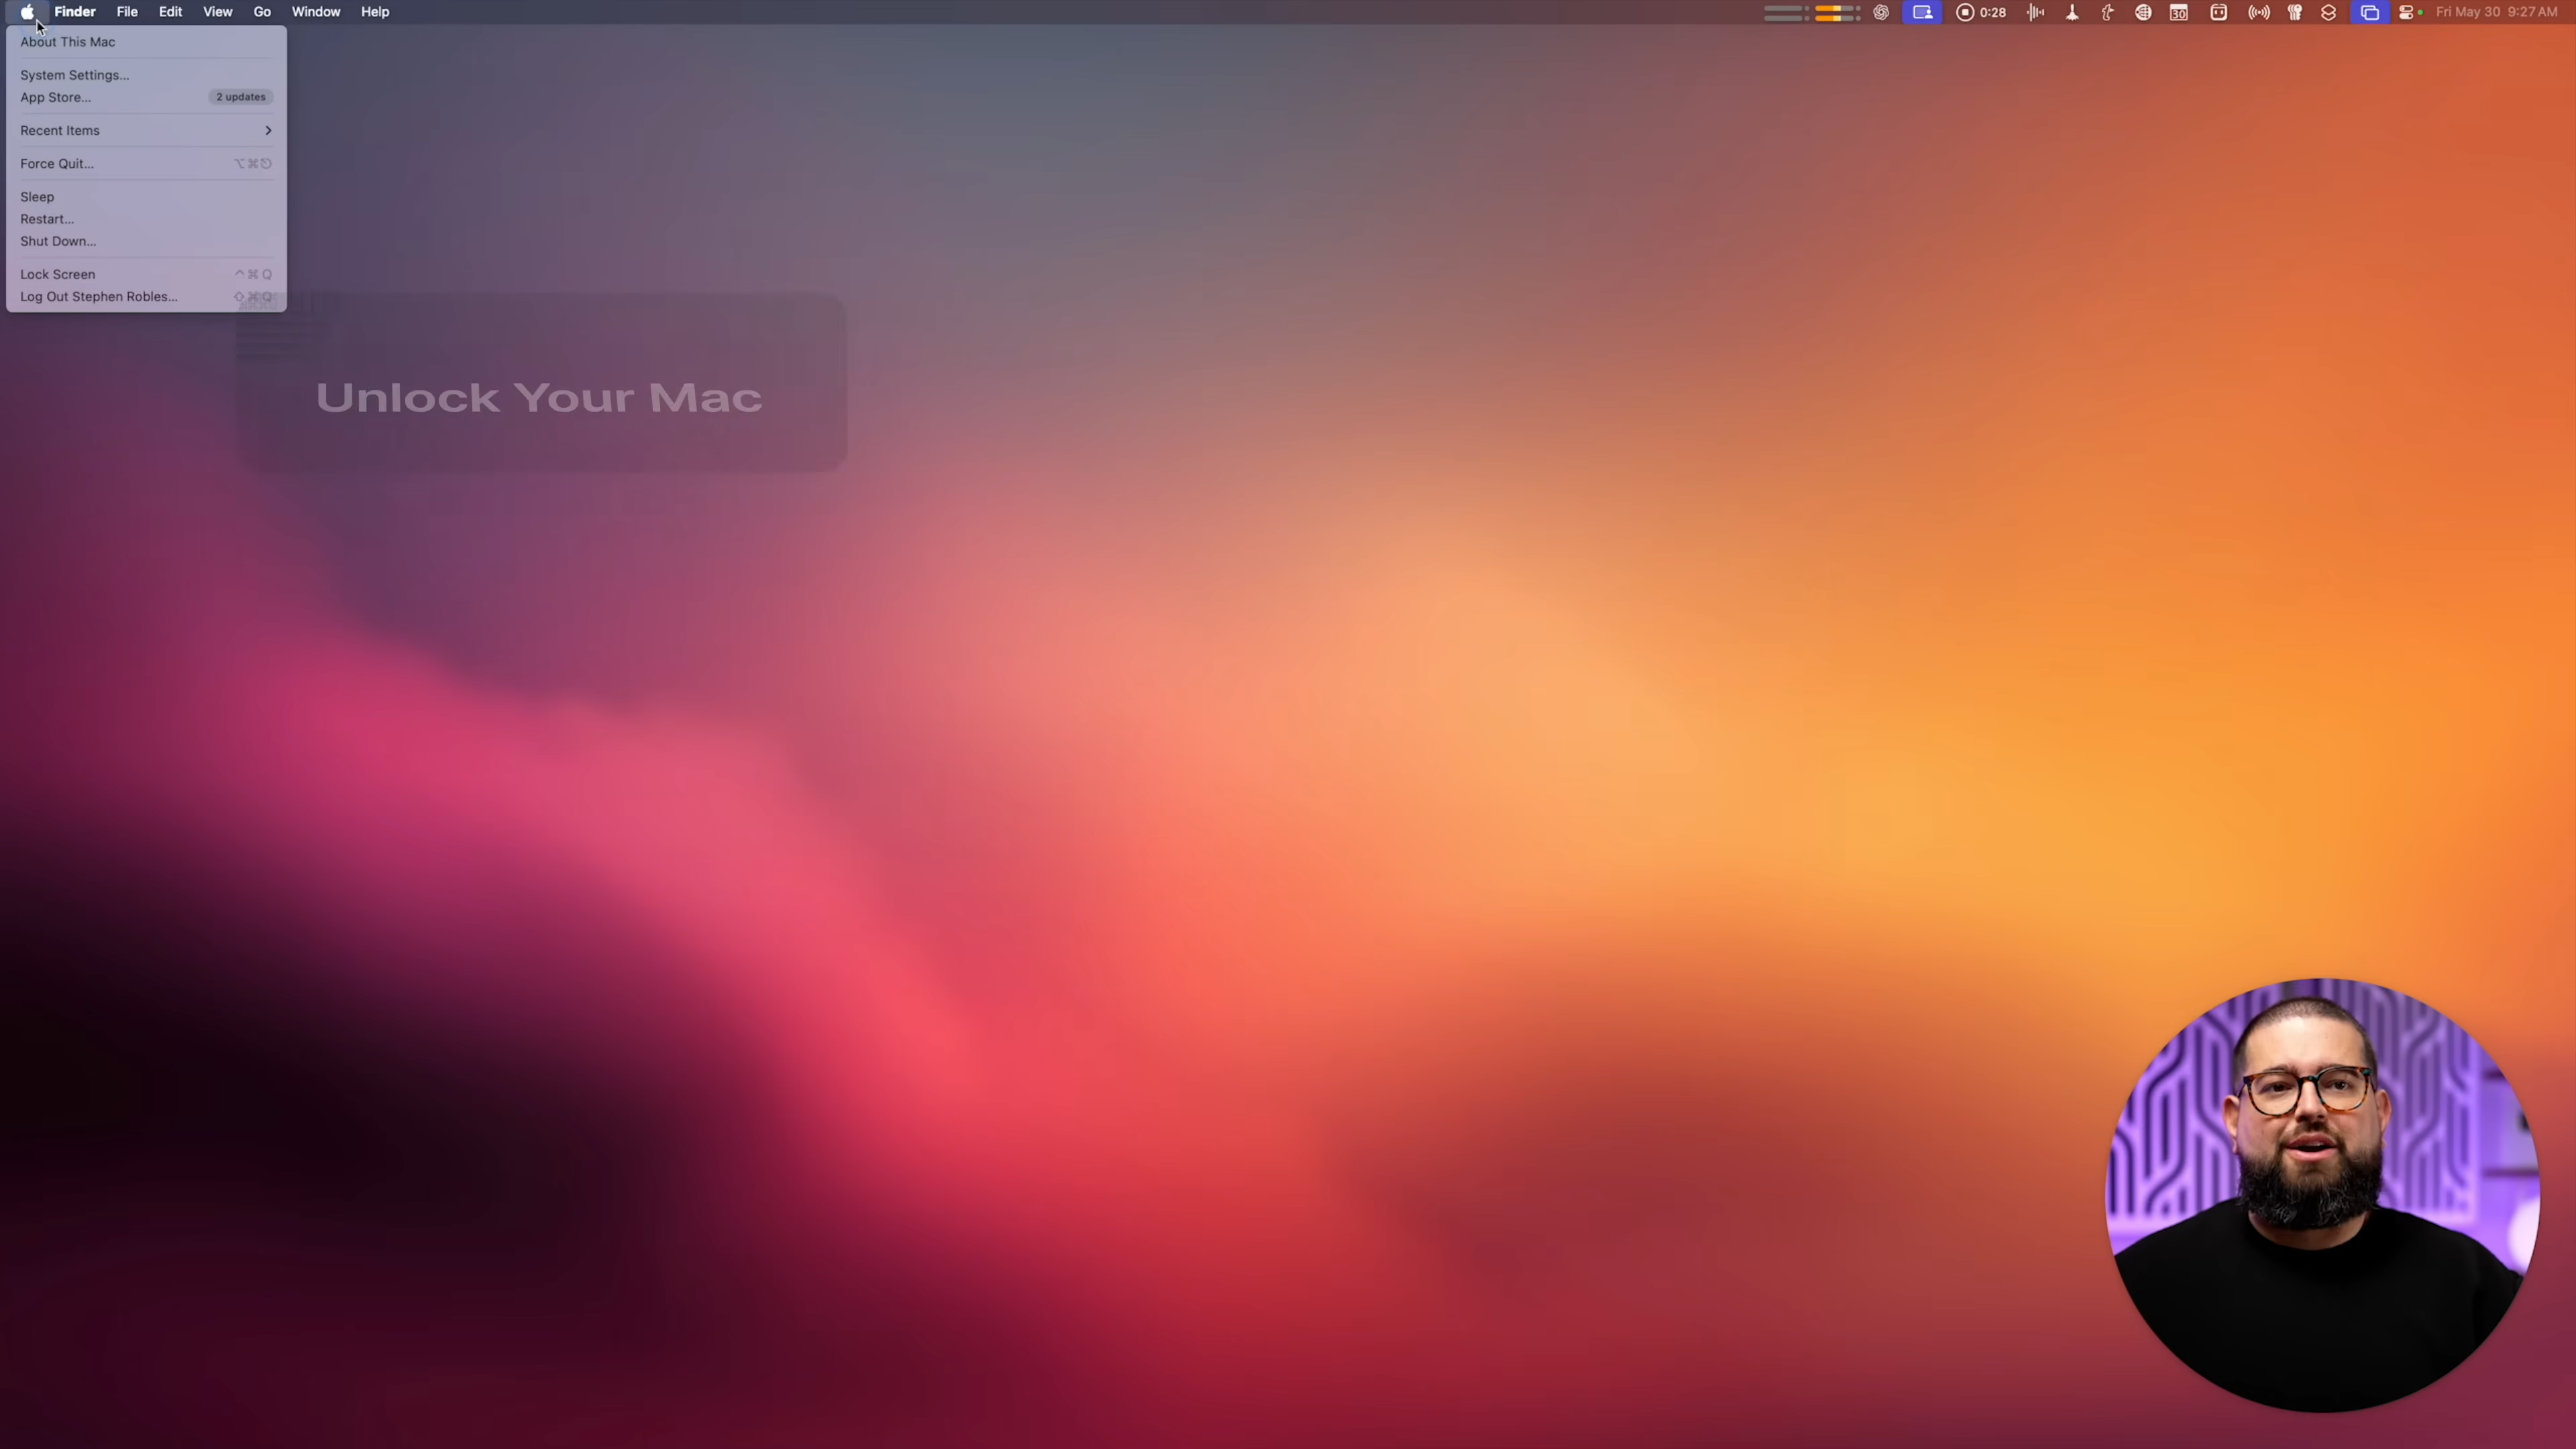 Finder File Edit View Go Window Help 0:28 30 Fri May 30 9:27 AM
About This Mac
System Settings...
App Store... 2 updates
Recent Items
Force Quit... ⌥⌘⎋
Sleep
Restart...
Shut Down...
Lock Screen ^⌘Q
Log Out Stephen Robles... ⇧⌘Q
Unlock Your Mac